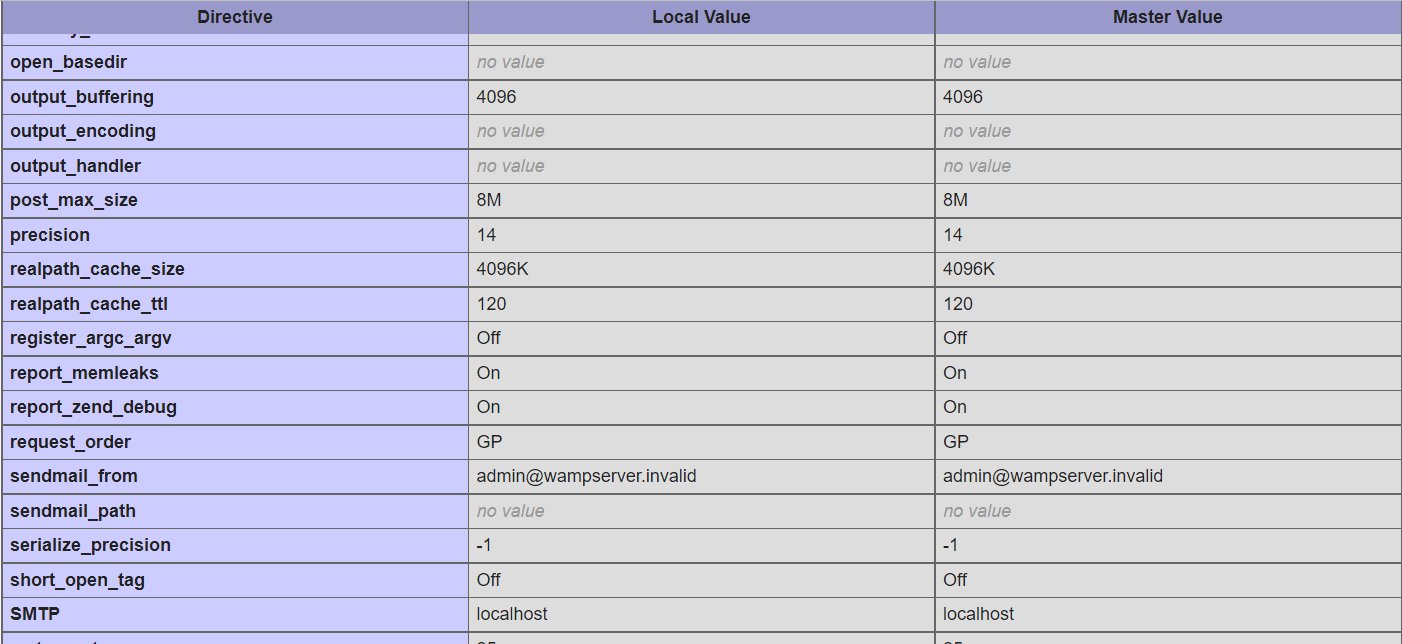 Directive Local Value Master Value
open_basedir no value no value
output_buffering 4096 4096
output_encoding no value no value
output_handler no value no value
post_max_size 8M 8M
precision 14 14
realpath_cache_size 4096K 4096K
realpath_cache_ttl 120 120
register_argc_argv Off Off
report_memleaks On On
report_zend_debug On On
request_order GP GP
sendmail_from admin@wampserver.invalid admin@wampserver.invalid
sendmail_path no value no value
serialize_precision -1 -1
short_open_tag Off Off
SMTP localhost localhost